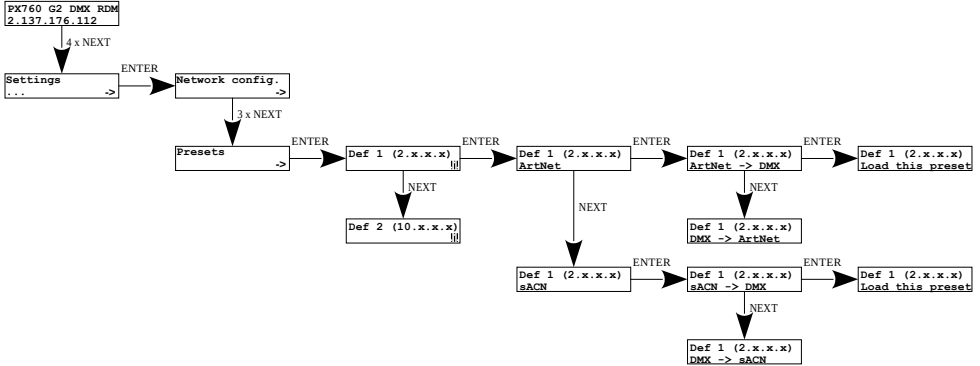 PX760 G2 DMX RDM
2.137.176.112
4 x NEXT
Settings
... ->
ENTER
Network config.
->
3 x NEXT
Presets
->
ENTER
Def 1 (2.x.x.x)
ENTER
Def 1 (2.x.x.x)
ArtNet
ENTER
Def 1 (2.x.x.x)
ArtNet -> DMX
ENTER
Def 1 (2.x.x.x)
Load this preset
NEXT
Def 2 (10.x.x.x)
NEXT
NEXT
Def 1 (2.x.x.x)
DMX -> ArtNet
Def 1 (2.x.x.x)
sACN
ENTER
Def 1 (2.x.x.x)
sACN -> DMX
ENTER
Def 1 (2.x.x.x)
Load this preset
NEXT
Def 1 (2.x.x.x)
DMX -> sACN